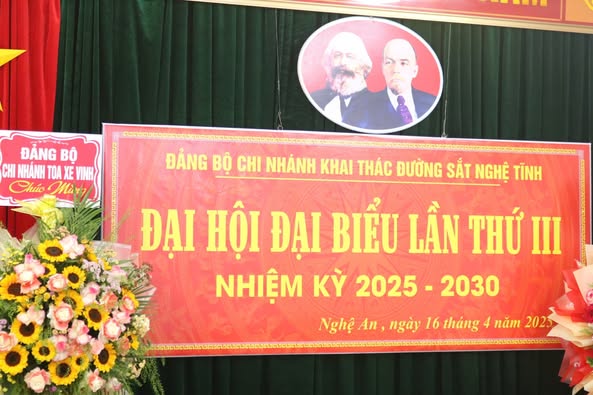 ĐẢNG BỘ
CHI NHÁNH TOA XE VINH
Chúc Mừng
ĐẢNG BỘ CHI NHÁNH KHAI THÁC ĐƯỜNG SẮT NGHỆ TĨNH
ĐẠI HỘI ĐẠI BIỂU LẦN THỨ III
NHIỆM KỲ 2025 - 2030
Nghệ An , ngày 16 tháng 4 năm 2025